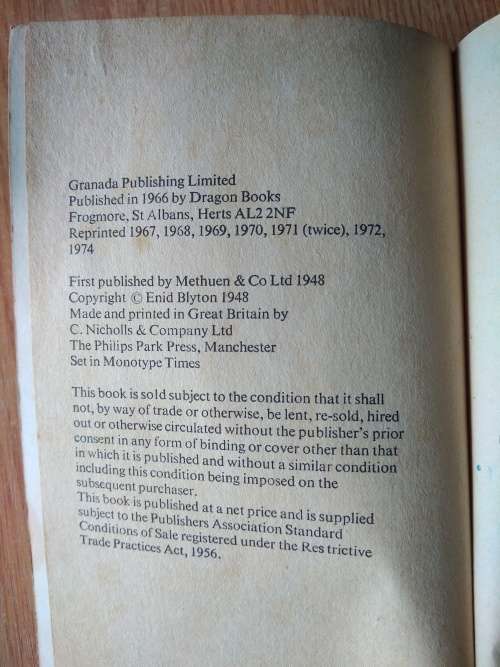 Granada Publishing Limited
Published in 1966 by Dragon Books
Frogmore, St Albans, Herts AL2 2NF
Reprinted 1967, 1968, 1969, 1970, 1971 (twice), 1972,
1974
First published by Methuen & Co Ltd 1948
Copyright © Enid Blyton 1948
Made and printed in Great Britain by
C. Nicholls & Company Ltd
The Philips Park Press, Manchester
Set in Monotype Times
This book is sold subject to the condition that it shall
not, by way of trade or otherwise, be lent, re-sold, hired
out or otherwise circulated without the publisher's prior
consent in any form of binding or cover other than that
in which it is published and without a similar condition
including this condition being imposed on the
subsequent purchaser.
This book is published at a net price and is supplied
subject to the Publishers Association Standard
Conditions of Sale registered under the Res trictive
Trade Practices Act, 1956.